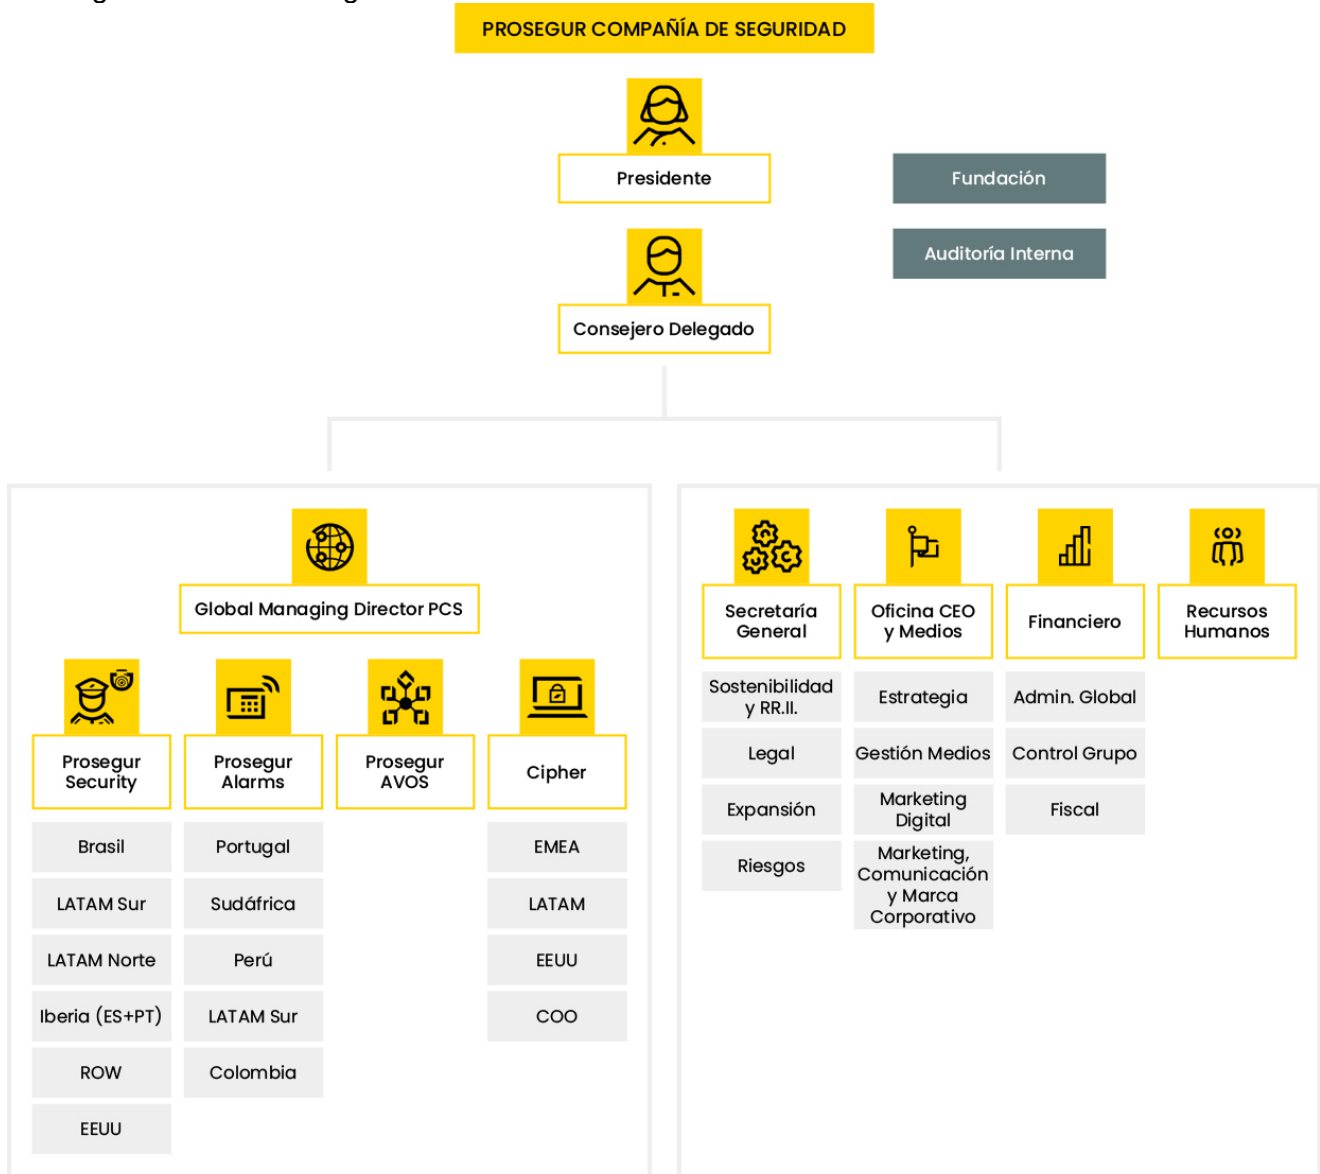 PROSEGUR COMPAÑÍA DE SEGURIDAD
Presidente
Fundación
Auditoría Interna
Consejero Delegado
Global Managing Director PCS
Prosegur
Security
Prosegur
Alarms
Prosegur
AVOS
Cipher
Brasil
LATAM Sur
LATAM Norte
Iberia (ES+PT)
ROW
EEUU
Portugal
Sudáfrica
Perú
LATAM Sur
Colombia
EMEA
LATAM
EEUU
COO
Secretaría
General
Oficina CEO
y Medios
Financiero
Recursos
Humanos
Sostenibilidad
y RR.II.
Legal
Expansión
Riesgos
Estrategia
Gestión Medios
Marketing
Digital
Marketing,
Comunicación
y Marca
Corporativo
Admin. Global
Control Grupo
Fiscal